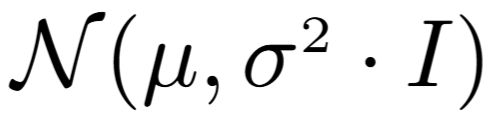 𝒩(μ, σ² · I)